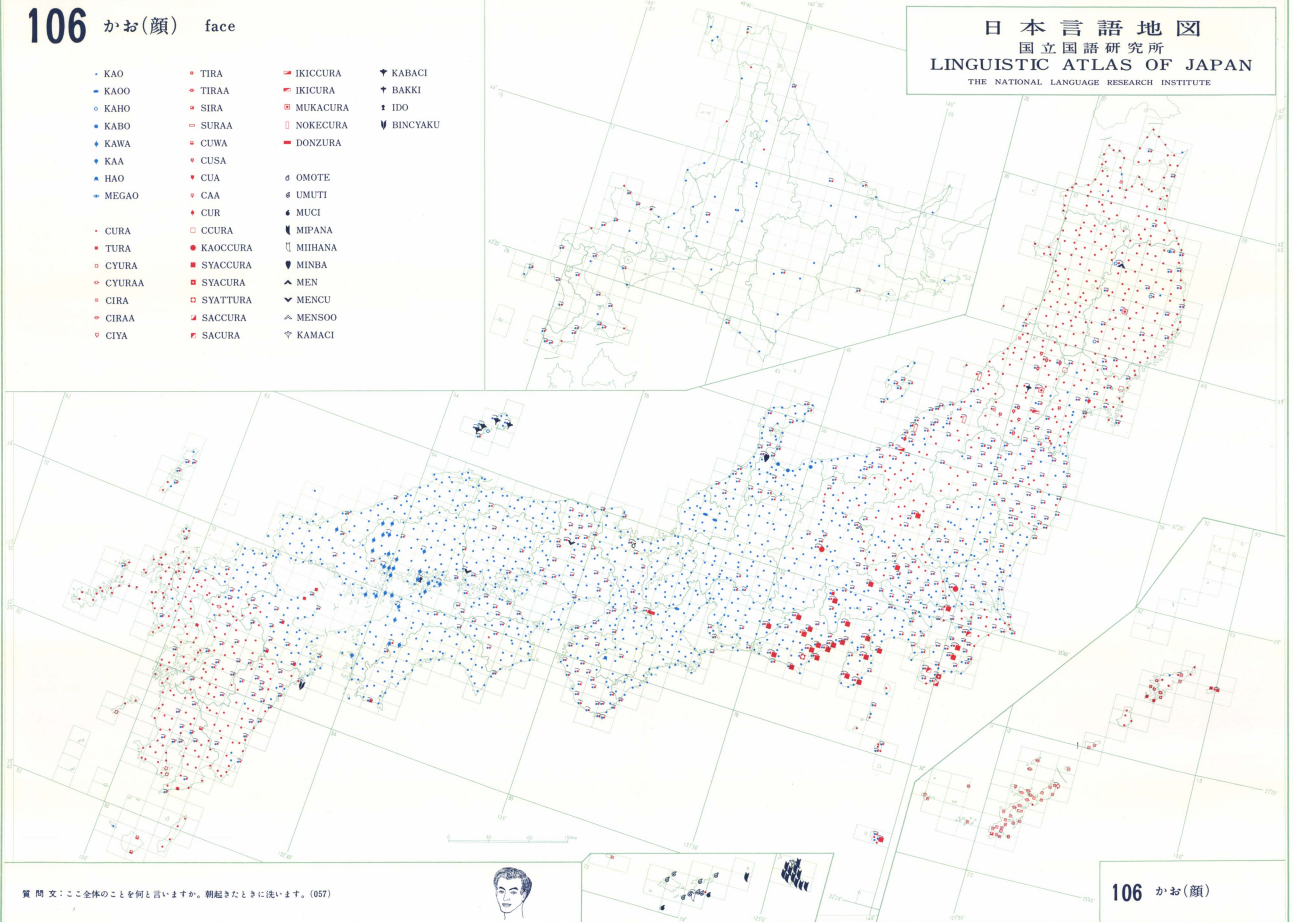 106 かお(顔) face
日本言語地図
国立国語研究所
LINGUISTIC ATLAS OF JAPAN
THE NATIONAL LANGUAGE RESEARCH INSTITUTE
KAO
KAOO
KAHO
KABO
KAWA
KAA
HAO
MEGAO
CURA
TURA
CYURA
CYURAA
CIRA
CIRAA
CIYA
TIRA
TIRAA
SIRA
SURAA
CUWA
CUSA
CUA
CAA
CUR
CCURA
KAOCCURA
SYACCURA
SYACURA
SYATTURA
SACCURA
SACURA
IKICCURA
IKICURA
MUKACURA
NOKECURA
DONZURA
OMOTE
UMUTI
MUCI
MIPANA
MIIHANA
MINBA
MEN
MENCU
MENSOO
KAMACI
KABACI
BAKKI
IDO
BINCYAKU
質問文:ここ全体のことを何と言いますか。朝起きたときに洗います。(057)
106 かお(顔)